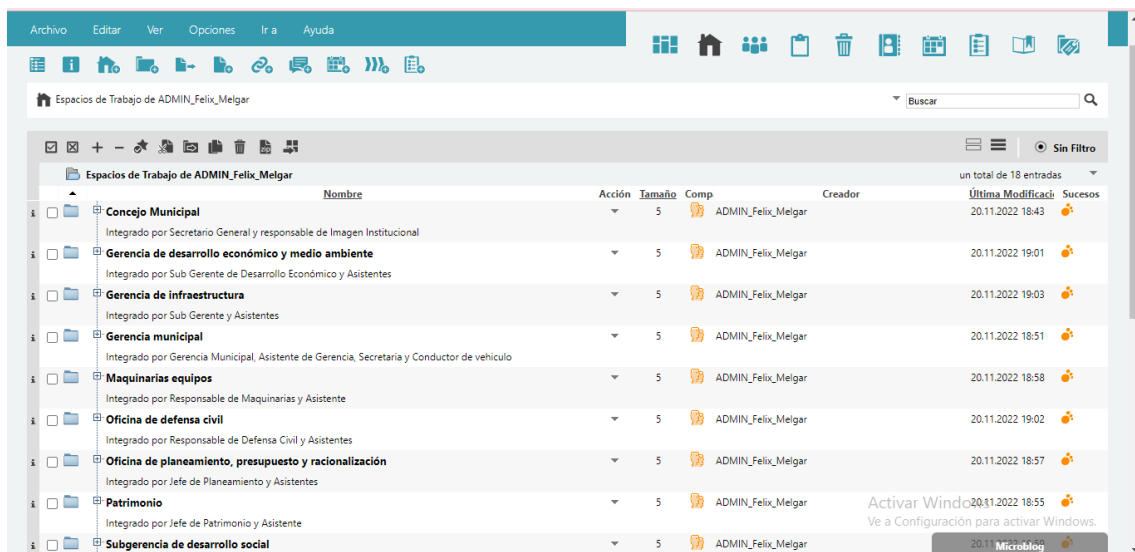 Archivo Editar Ver Opciones Ir a Ayuda
Espacios de Trabajo de ADMIN_Felix_Melgar
Buscar
Sin Filtro
Espacios de Trabajo de ADMIN_Felix_Melgar un total de 18 entradas
Nombre Acción Tamaño Comp Creador Última Modificació Sucesos
Concejo Municipal 5 ADMIN_Felix_Melgar 20.11.2022 18:43
Integrado por Secretario General y responsable de Imagen Institucional
Gerencia de desarrollo económico y medio ambiente 5 ADMIN_Felix_Melgar 20.11.2022 19:01
Integrado por Sub Gerente de Desarrollo Económico y Asistentes
Gerencia de infraestructura 5 ADMIN_Felix_Melgar 20.11.2022 19:03
Integrado por Sub Gerente y Asistentes
Gerencia municipal 5 ADMIN_Felix_Melgar 20.11.2022 18:51
Integrado por Gerencia Municipal, Asistente de Gerencia, Secretaria y Conductor de vehiculo
Maquinarias equipos 5 ADMIN_Felix_Melgar 20.11.2022 18:58
Integrado por Responsable de Maquinarias y Asistente
Oficina de defensa civil 5 ADMIN_Felix_Melgar 20.11.2022 19:02
Integrado por Responsable de Defensa Civil y Asistentes
Oficina de planeamiento, presupuesto y racionalización 5 ADMIN_Felix_Melgar 20.11.2022 18:57
Integrado por Jefe de Planeamiento y Asistentes
Patrimonio 5 ADMIN_Felix_Melgar 20.11.2022 18:55
Integrado por Jefe de Patrimonio y Asistente
Activar Windows
Ve a Configuración para activar Windows.
Subgerencia de desarrollo social 5 ADMIN_Felix_Melgar
Microblog